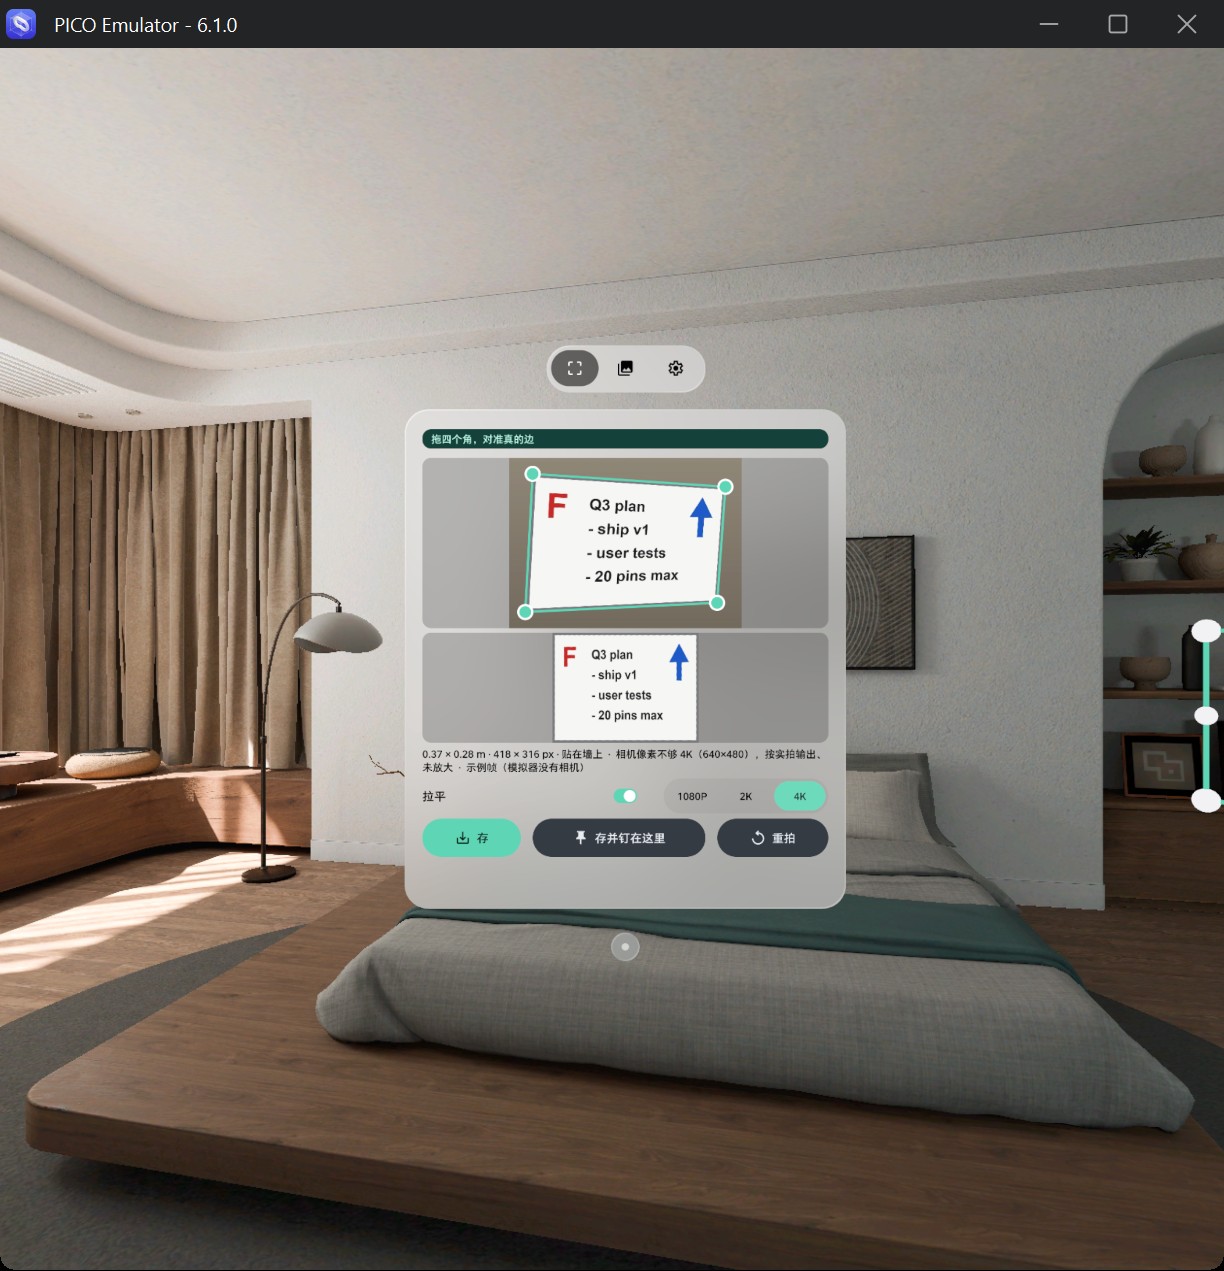 PICO Emulator - 6.1.0
拖四个角，对准真的边
F
Q3 plan
- ship v1
- user tests
- 20 pins max
F
Q3 plan
- ship v1
- user tests
- 20 pins max
0.37 × 0.28 m · 418 × 316 px · 贴在墙上 · 相机像素不够 4K（640×480），按实拍输出、
未放大 · 示例帧（模拟器没有相机）
拉平
1080P
2K
4K
存
存并钉在这里
重拍